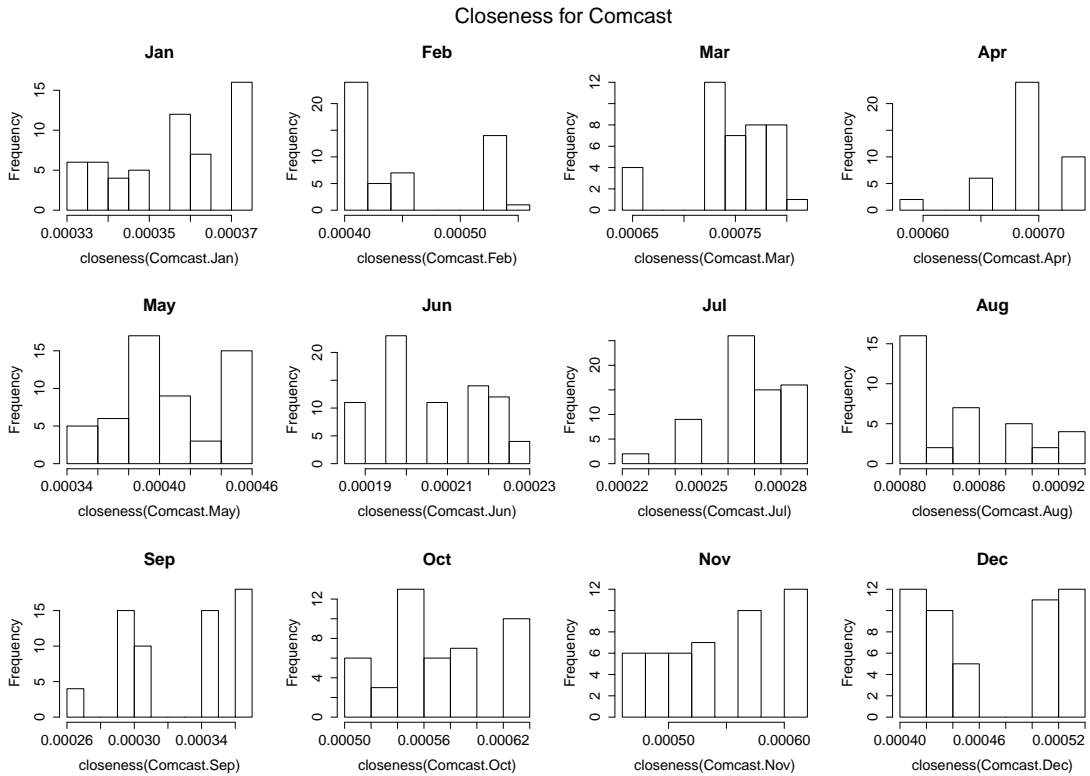 Closeness for Comcast
Jan
Frequency
0 5 10 15
0.00033 0.00035 0.00037
closeness(Comcast.Jan)
Feb
Frequency
0 5 10 20
0.00040 0.00050
closeness(Comcast.Feb)
Mar
Frequency
0 2 4 8 12
0.00065 0.00075
closeness(Comcast.Mar)
Apr
Frequency
0 5 10 20
0.00060 0.00070
closeness(Comcast.Apr)
May
Frequency
0 5 10 15
0.00034 0.00040 0.00046
closeness(Comcast.May)
Jun
Frequency
0 5 10 20
0.00019 0.00021 0.00023
closeness(Comcast.Jun)
Jul
Frequency
0 5 10 20
0.00022 0.00025 0.00028
closeness(Comcast.Jul)
Aug
Frequency
0 5 10 15
0.00080 0.00086 0.00092
closeness(Comcast.Aug)
Sep
Frequency
0 5 10 15
0.00026 0.00030 0.00034
closeness(Comcast.Sep)
Oct
Frequency
0 2 4 6 8 12
0.00050 0.00056 0.00062
closeness(Comcast.Oct)
Nov
Frequency
0 2 4 6 8 12
0.00050 0.00060
closeness(Comcast.Nov)
Dec
Frequency
0 2 4 6 8 12
0.00040 0.00046 0.00052
closeness(Comcast.Dec)